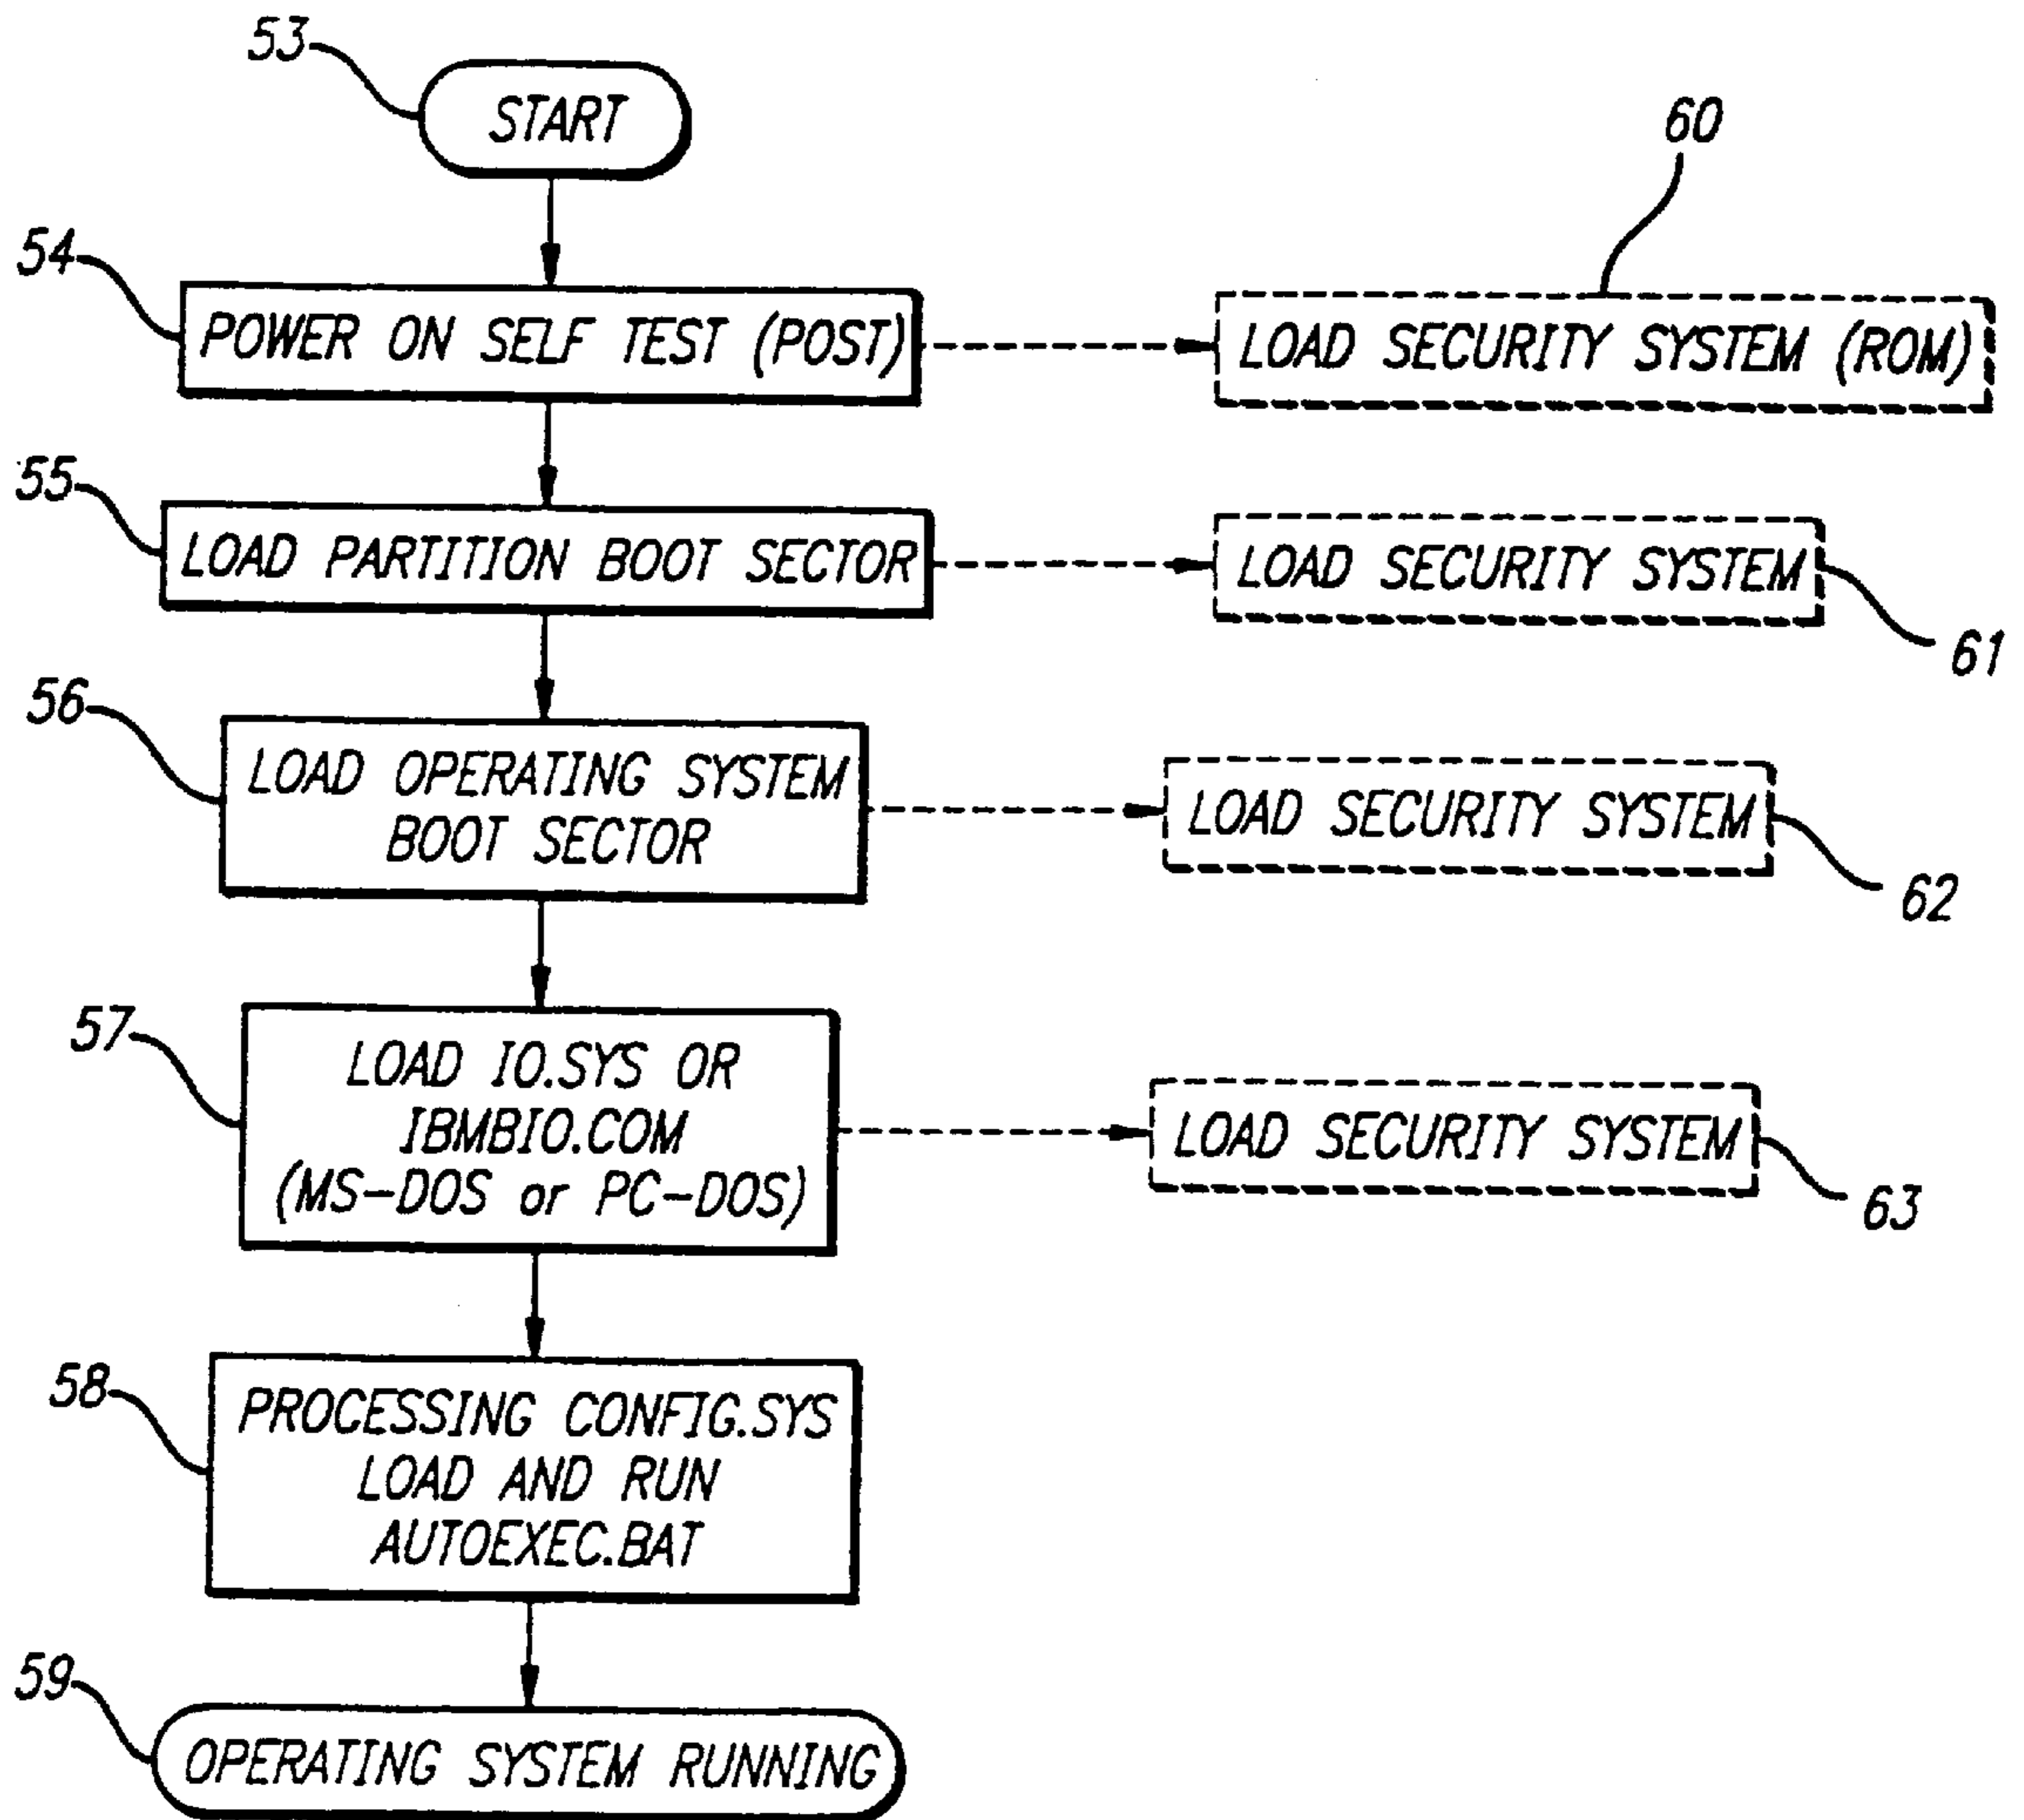 53
START
60
54
POWER ON SELF TEST (POST)
LOAD SECURITY SYSTEM (ROM)
55
LOAD PARTITION BOOT SECTOR
LOAD SECURITY SYSTEM
61
56
LOAD OPERATING SYSTEM
BOOT SECTOR
LOAD SECURITY SYSTEM
62
57
LOAD IO.SYS OR
IBMBIO.COM
(MS-DOS or PC-DOS)
LOAD SECURITY SYSTEM
63
58
PROCESSING CONFIG.SYS
LOAD AND RUN
AUTOEXEC.BAT
59
OPERATING SYSTEM RUNNING